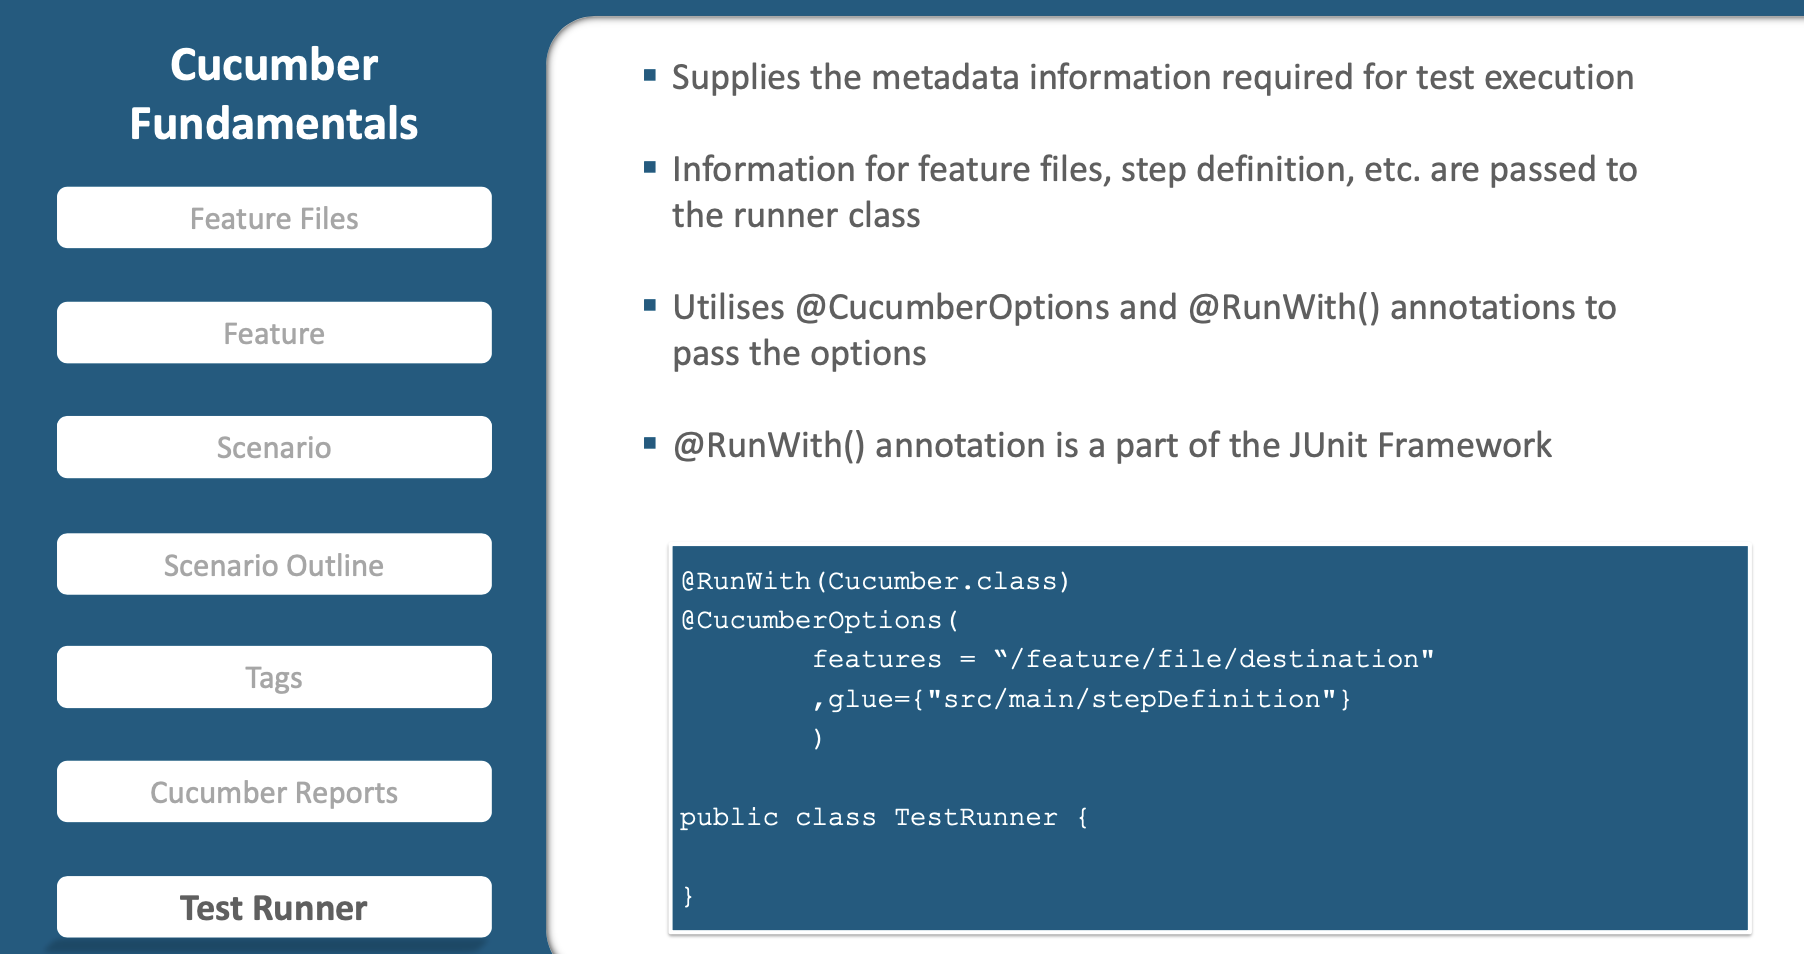 Cucumber
Fundamentals
Feature Files
Feature
Scenario
Scenario Outline
Tags
Cucumber Reports
Test Runner
Supplies the metadata information required for test execution
Information for feature files, step definition, etc. are passed to
the runner class
Utilises @CucumberOptions and @RunWith() annotations to
pass the options
@RunWith() annotation is a part of the JUnit Framework
@RunWith(Cucumber.class)
@CucumberOptions(
features = “/feature/file/destination"
,glue={"src/main/stepDefinition"}
)
public class TestRunner {
}